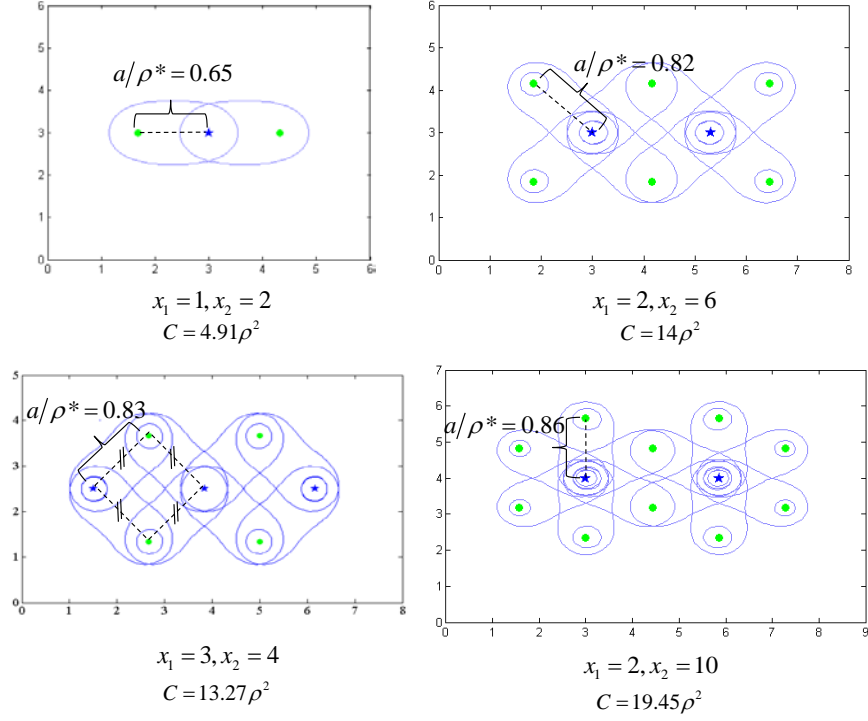 6
5
4
3
2
1
0
0 1 2 3 4 5 6
a/ρ* = 0.65
x₁ = 1, x₂ = 2
C = 4.91ρ²
6
5
4
3
2
1
0
0 1 2 3 4 5 6 7 8
a/ρ* = 0.82
x₁ = 2, x₂ = 6
C = 14ρ²
5
4
3
2
1
0
0 1 2 3 4 5 6 7 8
a/ρ* = 0.83
x₁ = 3, x₂ = 4
C = 13.27ρ²
7
6
5
4
3
2
1
0
0 1 2 3 4 5 6 7 8 9
a/ρ* = 0.86
x₁ = 2, x₂ = 10
C = 19.45ρ²